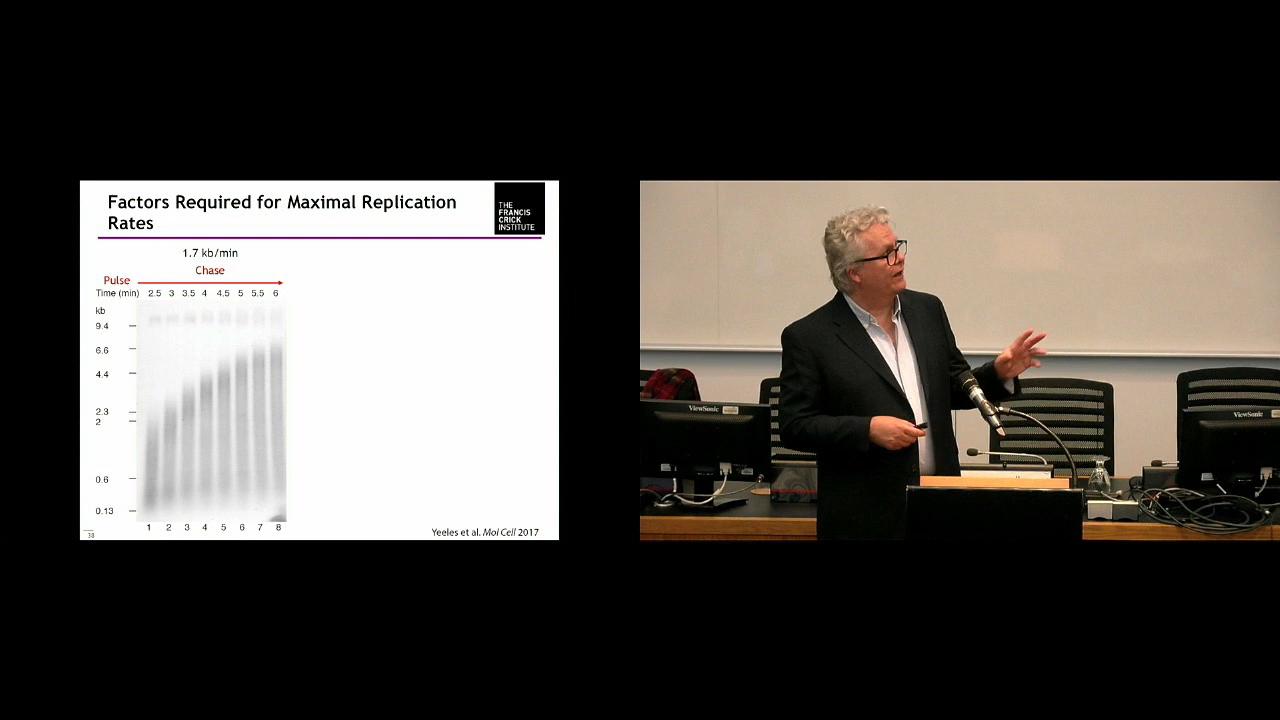 Factors Required for Maximal Replication
Rates
THE
FRANCIS
CRICK
INSTITUTE
1.7 kb/min
Chase
Pulse
Time (min) 2.5 3 3.5 4 4.5 5 5.5 6
kb
9.4
6.6
4.4
2.3
2
0.6
0.13
1 2 3 4 5 6 7 8
38
Yeeles et al. Mol Cell 2017
ViewSonic
ViewSonic